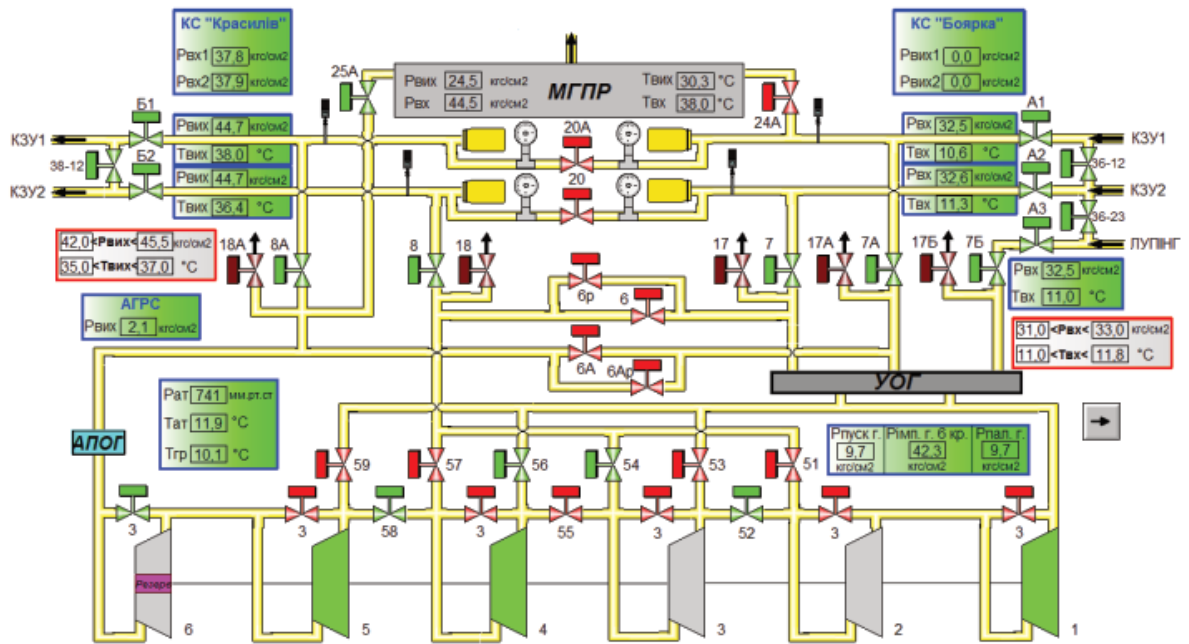 КС "Красилів"
Рвх1 37,8 кгс/см2
Рвх2 37,9 кгс/см2
КС "Боярка"
Рвих1 0,0 кгс/см2
Рвих2 0,0 кгс/см2
Рвих 24,5 кгс/см2
Рвх 44,5 кгс/см2
МГПР
Твих 30,3 °С
Твх 38,0 °С
25А
24А
20А
20
Б1
Б2
КЗУ1
38-12
КЗУ2
Рвих 44,7 кгс/см2
Твих 38,0 °С
Рвих 44,7 кгс/см2
Твих 36,4 °С
Рвх 32,5 кгс/см2
Твх 10,6 °С
Рвх 32,6 кгс/см2
Твх 11,3 °С
А1
А2
А3
КЗУ1
36-12
КЗУ2
36-23
ЛУПІНГ
42,0 <Рвих< 45,5 кгс/см2
35,0 <Твих< 37,0 °С
18А
8А
8
18
17
7
17А
7А
17Б
7Б
Рвх 32,5 кгс/см2
Твх 11,0 °С
31,0 <Рвх< 33,0 кгс/см2
11,0 <Твх< 11,8 °С
АГРС
Рвих 2,1 кгс/см2
6р
6
6А
6Ар
УОГ
Рат 741 мм.рт.ст
Тат 11,9 °С
Тгр 10,1 °С
АПОГ
Рпуск г. 9,7 кгс/см2
Рімп. г. 6 кр. 42,3 кгс/см2
Рпал. г. 9,7 кгс/см2
59
57
56
54
53
51
3
3
58
3
55
3
52
3
3
Резерв
6
5
4
3
2
1